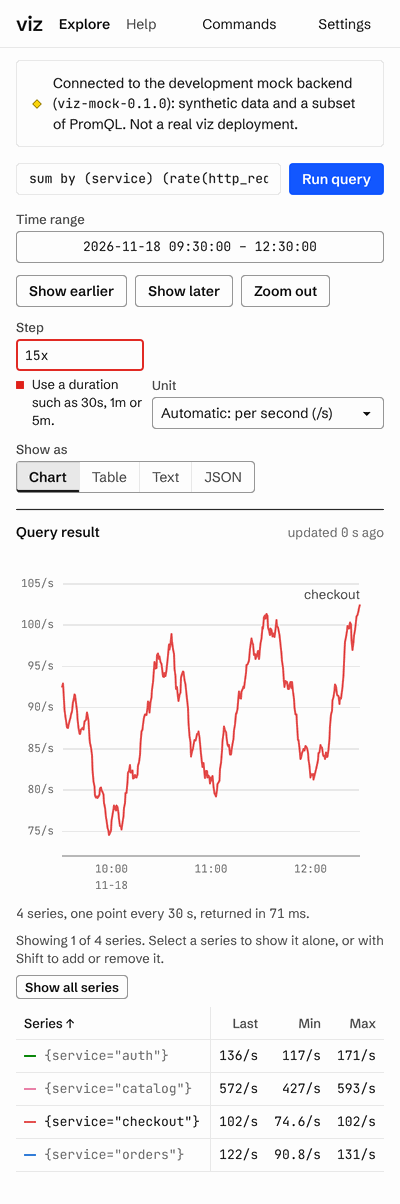 viz Explore Help Commands Settings
Connected to the development mock backend
(viz-mock-0.1.0): synthetic data and a subset
of PromQL. Not a real viz deployment.
sum by (service) (rate(http_rec Run query
Time range
2026-11-18 09:30:00 – 12:30:00
Show earlier Show later Zoom out
Step
15x
Use a duration
such as 30s, 1m or
5m.
Unit
Automatic: per second (/s)
Show as
Chart Table Text JSON
Query result updated 0 s ago
105/s
checkout
100/s
95/s
90/s
85/s
80/s
75/s
10:00 11:00 12:00
11-18
4 series, one point every 30 s, returned in 71 ms.
Showing 1 of 4 series. Select a series to show it alone, or with
Shift to add or remove it.
Show all series
Series ↑ Last Min Max
{service="auth"} 136/s 117/s 171/s
{service="catalog"} 572/s 427/s 593/s
{service="checkout"} 102/s 74.6/s 102/s
{service="orders"} 122/s 90.8/s 131/s